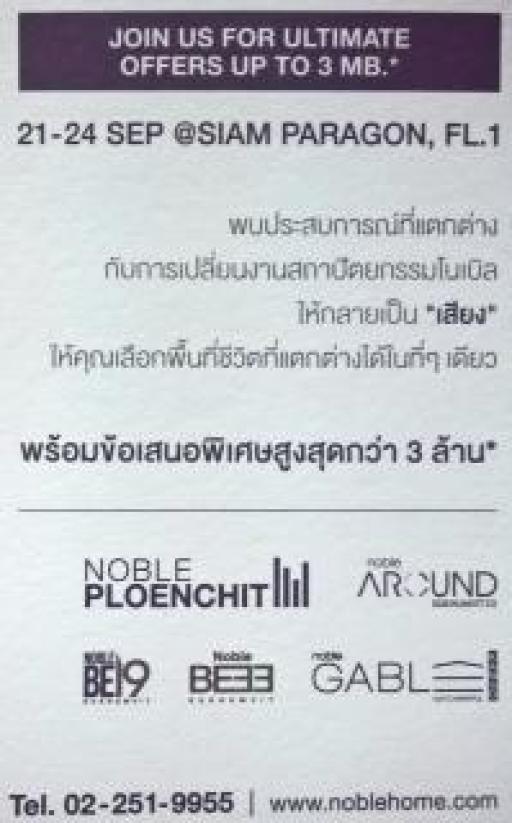 JOIN US FOR ULTIMATE
OFFERS UP TO 3 MB.*
21-24 SEP @SIAM PARAGON, FL.1
พบประสบการณ์ที่แตกต่าง
กับการเปลี่ยนงานสถาปัตยกรรมโนเบิล
ให้กลายเป็น "เสียง"
ให้คุณเลือกพื้นที่ชีวิตที่แตกต่างได้ในที่ๆ เดียว
พร้อมข้อเสนอพิเศษสูงสุดกว่า 3 ล้าน*
NOBLE
PLOENCHIT
noble
AROUND
NOBLE
BE19
Noble
BE33
noble
GABLE
Tel. 02-251-9955 | www.noblehome.com